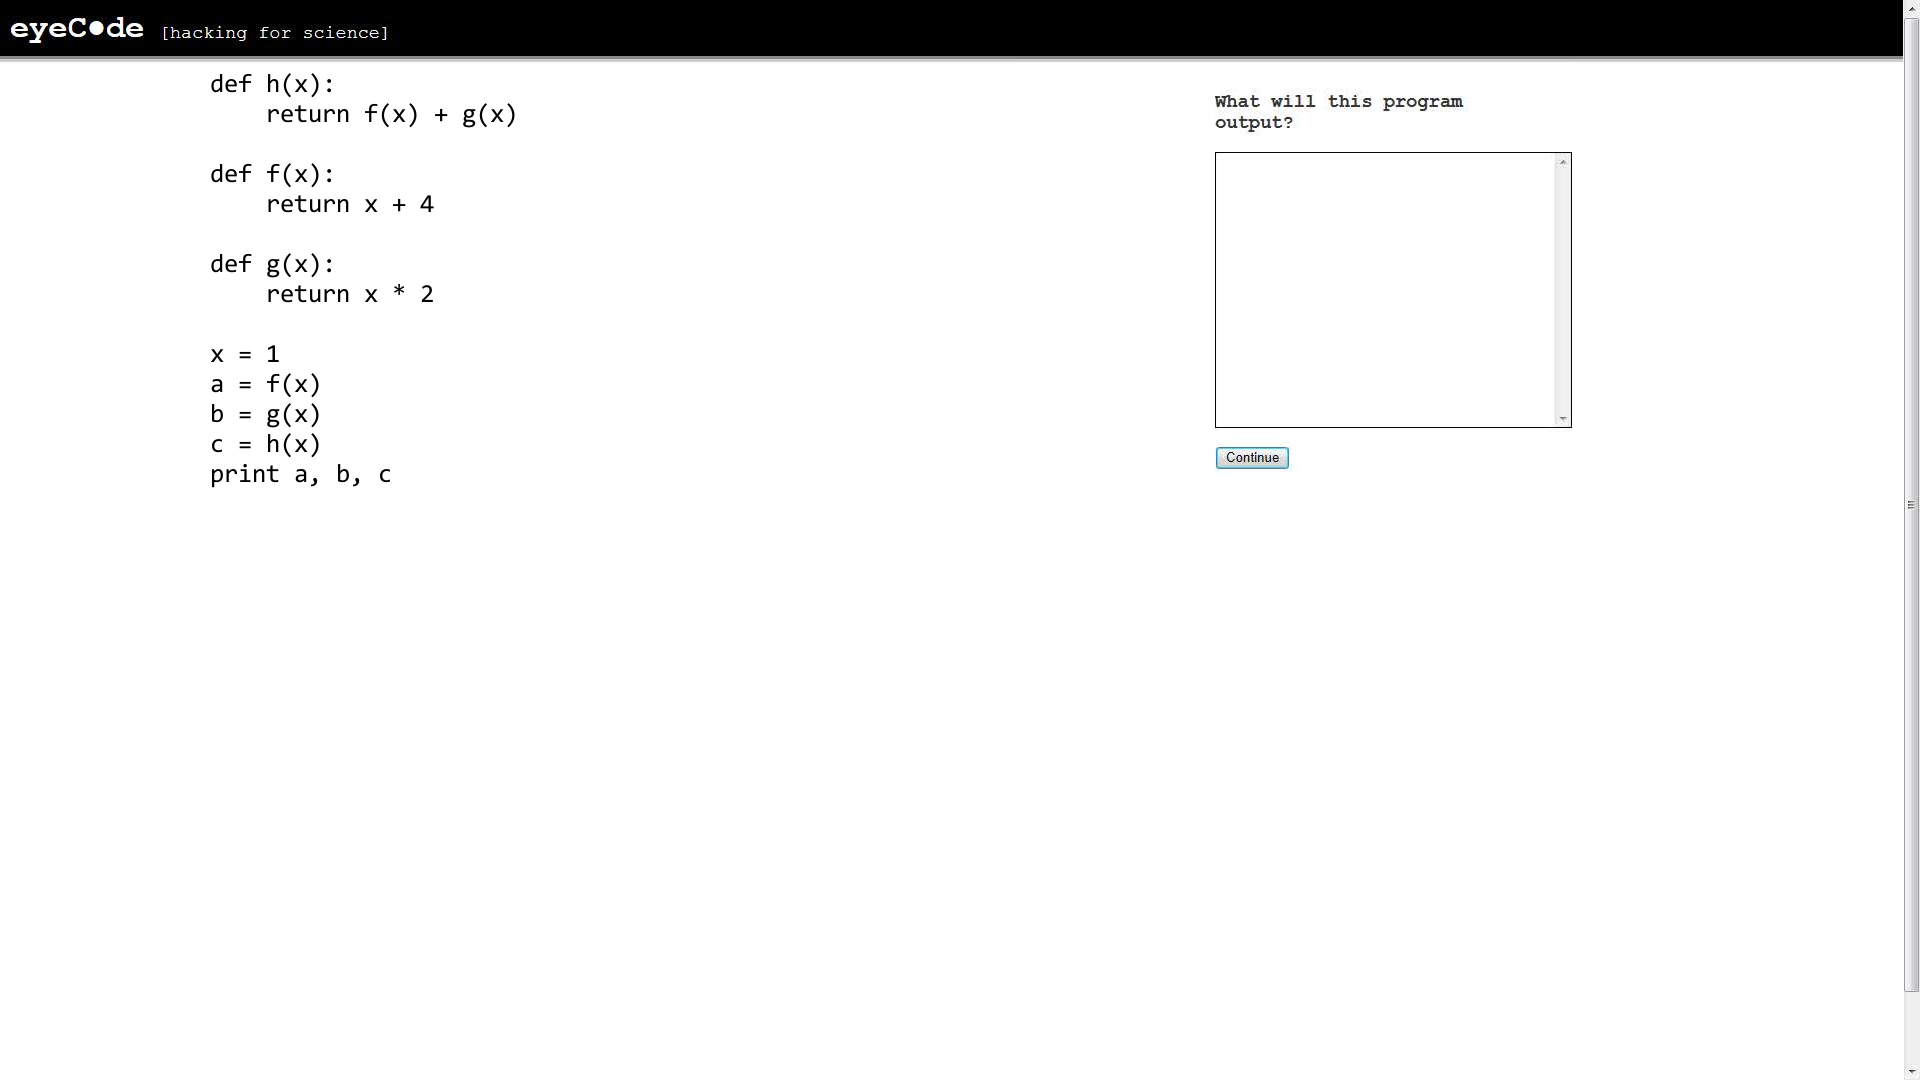 eyeC●de [hacking for science]
def h(x):
    return f(x) + g(x)
def f(x):
    return x + 4
def g(x):
    return x * 2
x = 1
a = f(x)
b = g(x)
c = h(x)
print a, b, c
What will this program
output?
Continue